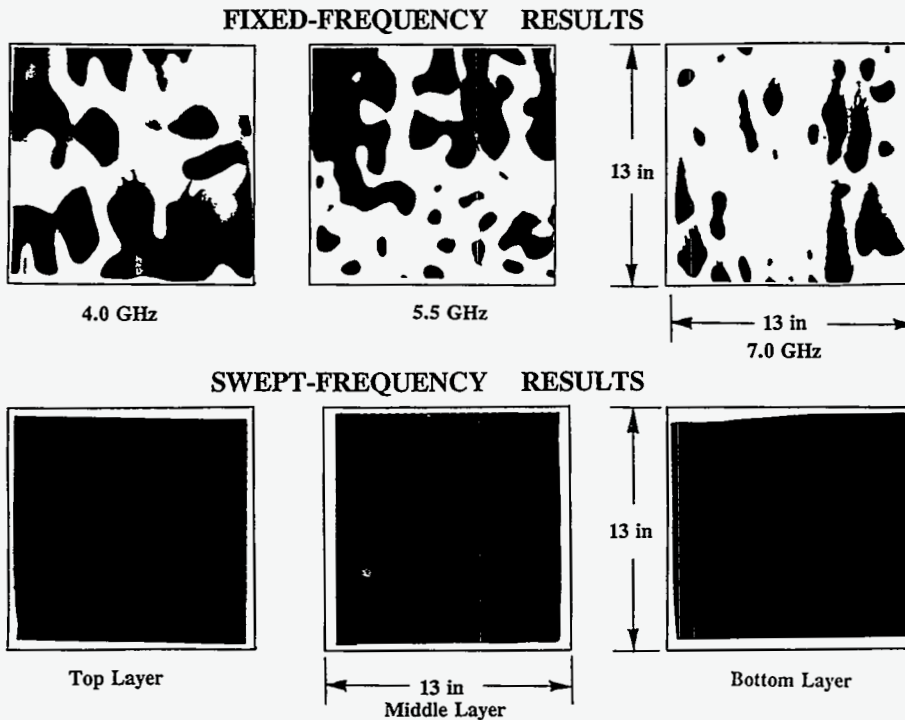 FIXED-FREQUENCY RESULTS
13 in
4.0 GHz
5.5 GHz
13 in
7.0 GHz
SWEPT-FREQUENCY RESULTS
13 in
Top Layer
13 in
Middle Layer
Bottom Layer